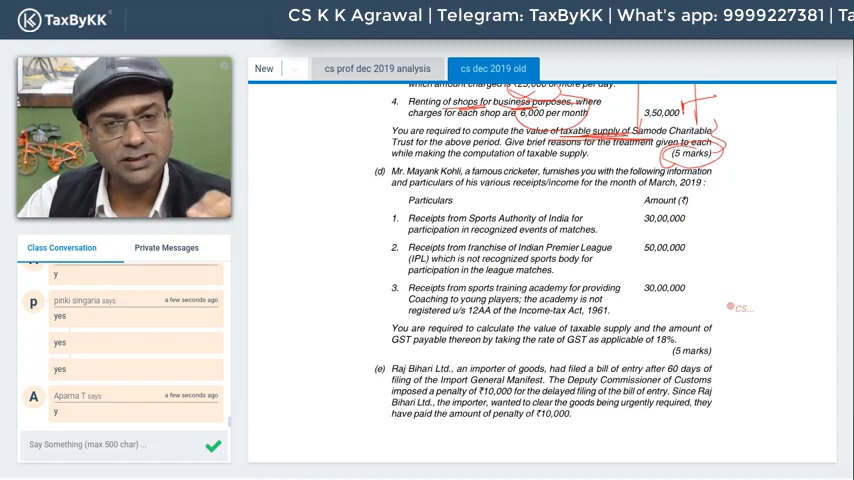 TaxByKK
CS K K Agrawal | Telegram: TaxByKK | What's app: 9999227381 | Ta
New
cs prof dec 2019 analysis
cs dec 2019 old
4. Renting of shops for business purposes, where
charges for each shop are 6,000 per month 3,50,000
You are required to compute the value of taxable supply of Samode Charitable
Trust for the above period. Give brief reasons for the treatment given to each
while making the computation of taxable supply. (5 marks)
(d) Mr. Mayank Kohli, a famous cricketer, furnishes you with the following information
and particulars of his various receipts/income for the month of March, 2019 :
Particulars Amount (₹)
1. Receipts from Sports Authority of India for 30,00,000
participation in recognized events of matches.
2. Receipts from franchise of Indian Premier League 50,00,000
(IPL) which is not recognized sports body for
participation in the league matches.
3. Receipts from sports training academy for providing 30,00,000
Coaching to young players; the academy is not
registered u/s 12AA of the Income-tax Act, 1961.
You are required to calculate the value of taxable supply and the amount of
GST payable thereon by taking the rate of GST as applicable of 18%.
(5 marks)
(e) Raj Bihari Ltd., an importer of goods, had filed a bill of entry after 60 days of
filing of the Import General Manifest. The Deputy Commissioner of Customs
imposed a penalty of ₹10,000 for the delayed filing of the bill of entry. Since Raj
Bihari Ltd., the importer, wanted to clear the goods being urgently required, they
have paid the amount of penalty of ₹10,000.
CS...
Class Conversation
Private Messages
y
p
pinki singaria says: a few seconds ago
yes
yes
yes
A
Aparna T says: a few seconds ago
y
Say Something (max 500 char) ...